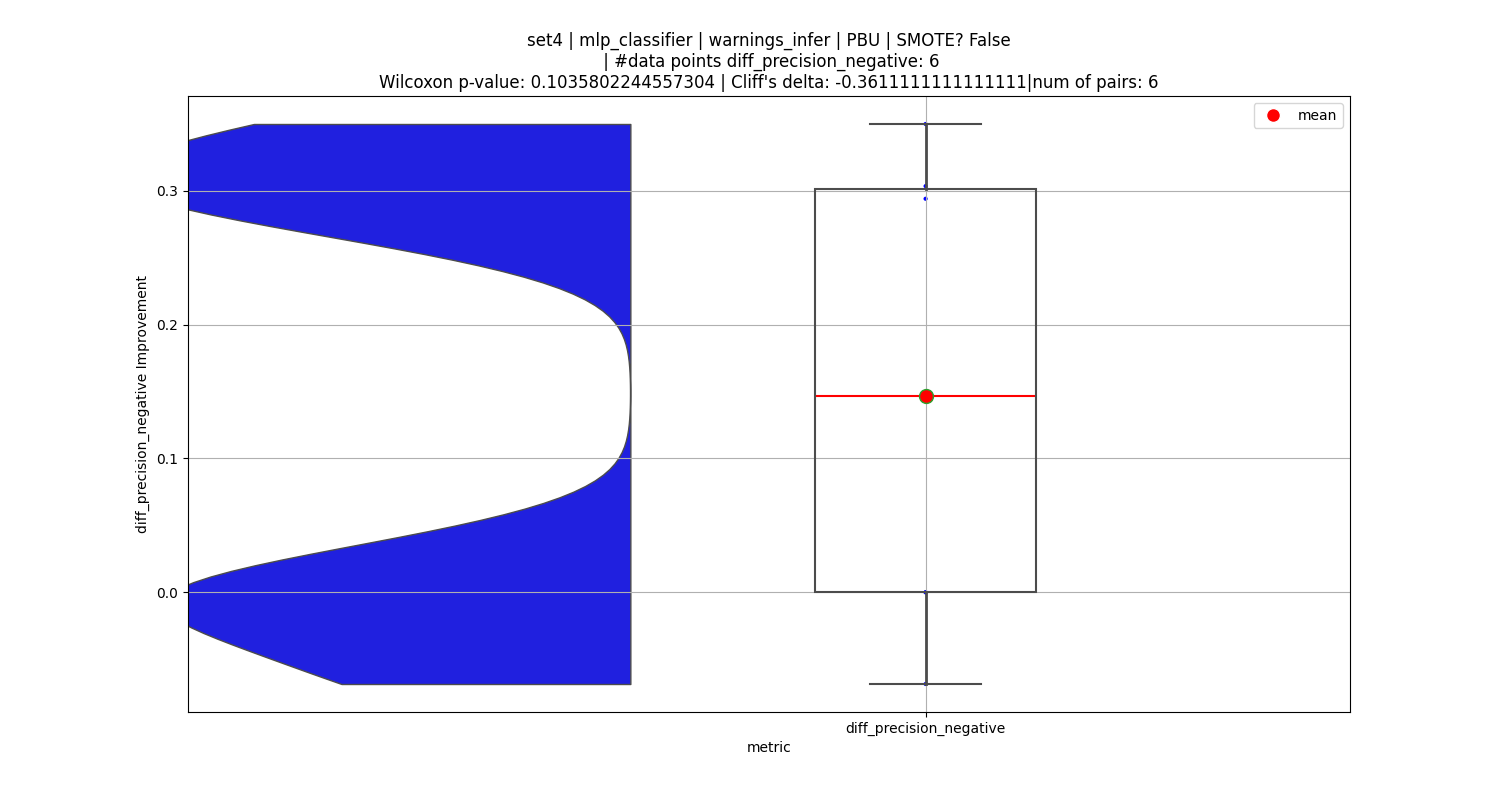 set4 | mlp_classifier | warnings_infer | PBU | SMOTE? False
| #data points diff_precision_negative: 6
Wilcoxon p-value: 0.1035802244557304 | Cliff's delta: -0.3611111111111111|num of pairs: 6
mean
0.3
0.2
0.1
0.0
diff_precision_negative Improvement
diff_precision_negative
metric